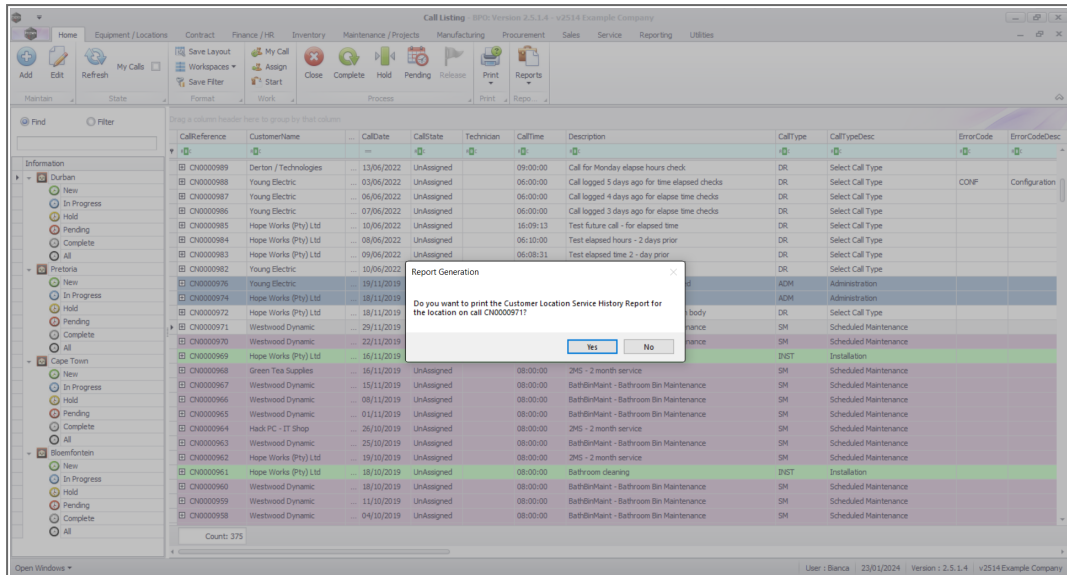 Call Listing - BPO: Version 2.5.1.4 - v2514 Example Company
Home Equipment / Locations Contract Finance / HR Inventory Maintenance / Projects Manufacturing Procurement Sales Service Reporting Utilities
Add Edit Refresh My Calls Save Layout Workspaces Save Filter My Call Assign Start Close Complete Hold Pending Release Print Reports
Maintain State Format Work Process Print Repo...
Find Filter
Drag a column header here to group by that column
CallReference CustomerName ... CallDate CallState Technician CallTime Description CallType CallTypeDesc ErrorCode ErrorCodeDesc
Information
Durban
New
In Progress
Hold
Pending
Complete
All
Pretoria
New
In Progress
Hold
Pending
Complete
All
Cape Town
New
In Progress
Hold
Pending
Complete
All
Bloemfontein
New
In Progress
Hold
Pending
Complete
All
CN0000989 Derton / Technologies ... 13/06/2022 UnAssigned 09:00:00 Call for Monday elapse hours check DR Select Call Type
CN0000988 Young Electric ... 03/06/2022 UnAssigned 06:00:00 Call logged 5 days ago for time elapsed checks DR Select Call Type CONF Configuration
CN0000987 Young Electric ... 06/06/2022 UnAssigned 06:00:00 Call logged 4 days ago for elapse time checks DR Select Call Type
CN0000986 Young Electric ... 07/06/2022 UnAssigned 06:00:00 Call logged 3 days ago for elapse time checks DR Select Call Type
CN0000985 Hope Works (Pty) Ltd ... 10/06/2022 UnAssigned 16:09:13 Test future call - for elapsed time DR Select Call Type
CN0000984 Hope Works (Pty) Ltd ... 08/06/2022 UnAssigned 06:10:00 Test elapsed hours - 2 days prior DR Select Call Type
CN0000983 Hope Works (Pty) Ltd ... 09/06/2022 UnAssigned 06:08:31 Test elapsed time 2 - day prior DR Select Call Type
CN0000982 Young Electric ... 10/06/2022 DR Select Call Type
CN0000976 Young Electric ... 19/11/2019 d ADM Administration
CN0000974 Hope Works (Pty) Ltd ... 18/11/2019 ADM Administration
CN0000972 Hope Works (Pty) Ltd ... 18/11/2019 body DR Select Call Type
CN0000971 Westwood Dynamic ... 29/11/2019 nance SM Scheduled Maintenance
CN0000970 Westwood Dynamic ... 22/11/2019 nance SM Scheduled Maintenance
CN0000969 Hope Works (Pty) Ltd ... 16/11/2019 INST Installation
CN0000968 Green Tea Supplies ... 16/11/2019 UnAssigned 08:00:00 2MS - 2 month service SM Scheduled Maintenance
CN0000967 Westwood Dynamic ... 15/11/2019 UnAssigned 08:00:00 BathBinMaint - Bathroom Bin Maintenance SM Scheduled Maintenance
CN0000966 Westwood Dynamic ... 08/11/2019 UnAssigned 08:00:00 BathBinMaint - Bathroom Bin Maintenance SM Scheduled Maintenance
CN0000965 Westwood Dynamic ... 01/11/2019 UnAssigned 08:00:00 BathBinMaint - Bathroom Bin Maintenance SM Scheduled Maintenance
CN0000964 Hack PC - IT Shop ... 26/10/2019 UnAssigned 08:00:00 2MS - 2 month service SM Scheduled Maintenance
CN0000963 Westwood Dynamic ... 25/10/2019 UnAssigned 08:00:00 BathBinMaint - Bathroom Bin Maintenance SM Scheduled Maintenance
CN0000962 Westwood Dynamic ... 19/10/2019 UnAssigned 08:00:00 2MS - 2 month service SM Scheduled Maintenance
CN0000961 Hope Works (Pty) Ltd ... 18/10/2019 UnAssigned 08:00:00 Bathroom cleaning INST Installation
CN0000960 Westwood Dynamic ... 18/10/2019 UnAssigned 08:00:00 BathBinMaint - Bathroom Bin Maintenance SM Scheduled Maintenance
CN0000959 Westwood Dynamic ... 11/10/2019 UnAssigned 08:00:00 BathBinMaint - Bathroom Bin Maintenance SM Scheduled Maintenance
CN0000958 Westwood Dynamic ... 04/10/2019 UnAssigned 08:00:00 BathBinMaint - Bathroom Bin Maintenance SM Scheduled Maintenance
Count: 375
Report Generation
Do you want to print the Customer Location Service History Report for
the location on call CN0000971?
Yes No
Open Windows User : Bianca 23/01/2024 Version : 2.5.1.4 v2514 Example Company